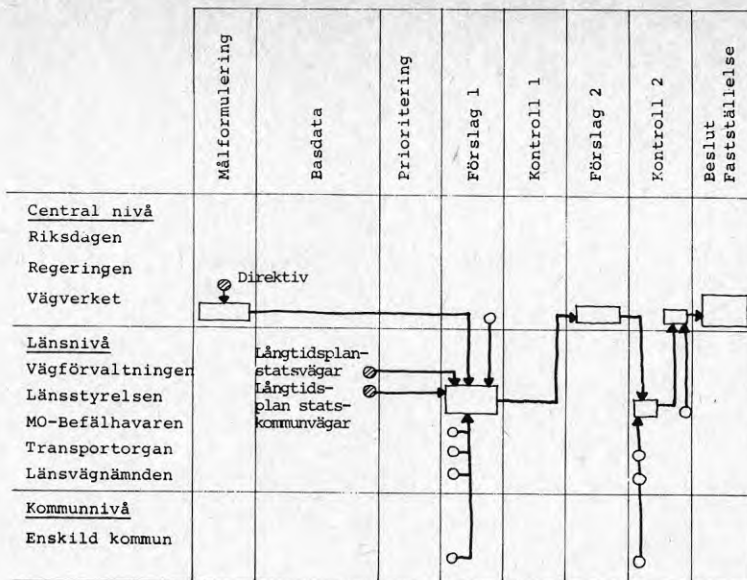 Målformulering
Basdata
Prioritering
Förslag 1
Kontroll 1
Förslag 2
Kontroll 2
Beslut
Fastställelse
Central nivå
Riksdagen
Regeringen
Direktiv
Vägverket
Länsnivå
Vägförvaltningen
Länsstyrelsen
MO-Befälhavaren
Transportorgan
Länsvägnämnden
Långtidsplan-
statsvägar
Långtids-
plan stats-
kommunvägar
Kommunnivå
Enskild kommun